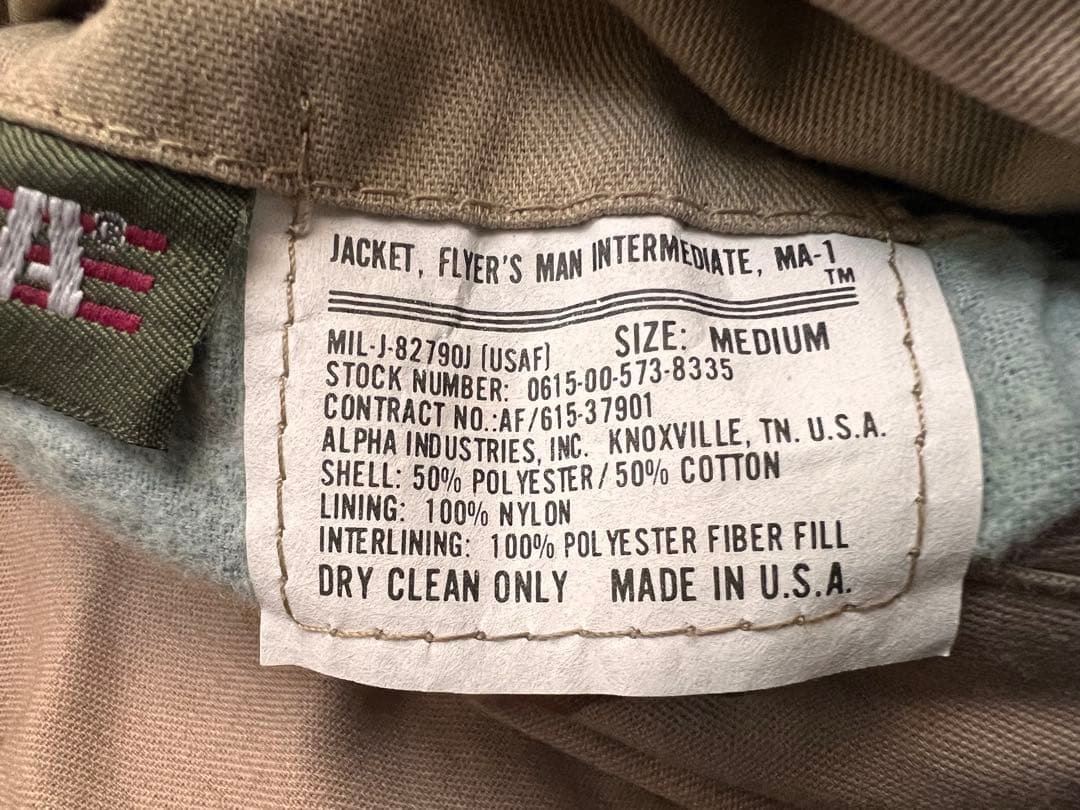 A®
JACKET, FLYER'S MAN INTERMEDIATE, MA-1 TM
MIL-J-82790J (USAF) SIZE: MEDIUM
STOCK NUMBER: 0615-00-573-8335
CONTRACT NO.:AF/615-37901
ALPHA INDUSTRIES, INC. KNOXVILLE, TN. U.S.A.
SHELL: 50% POLYESTER/50% COTTON
LINING: 100% NYLON
INTERLINING: 100% POLYESTER FIBER FILL
DRY CLEAN ONLY MADE IN U.S.A.